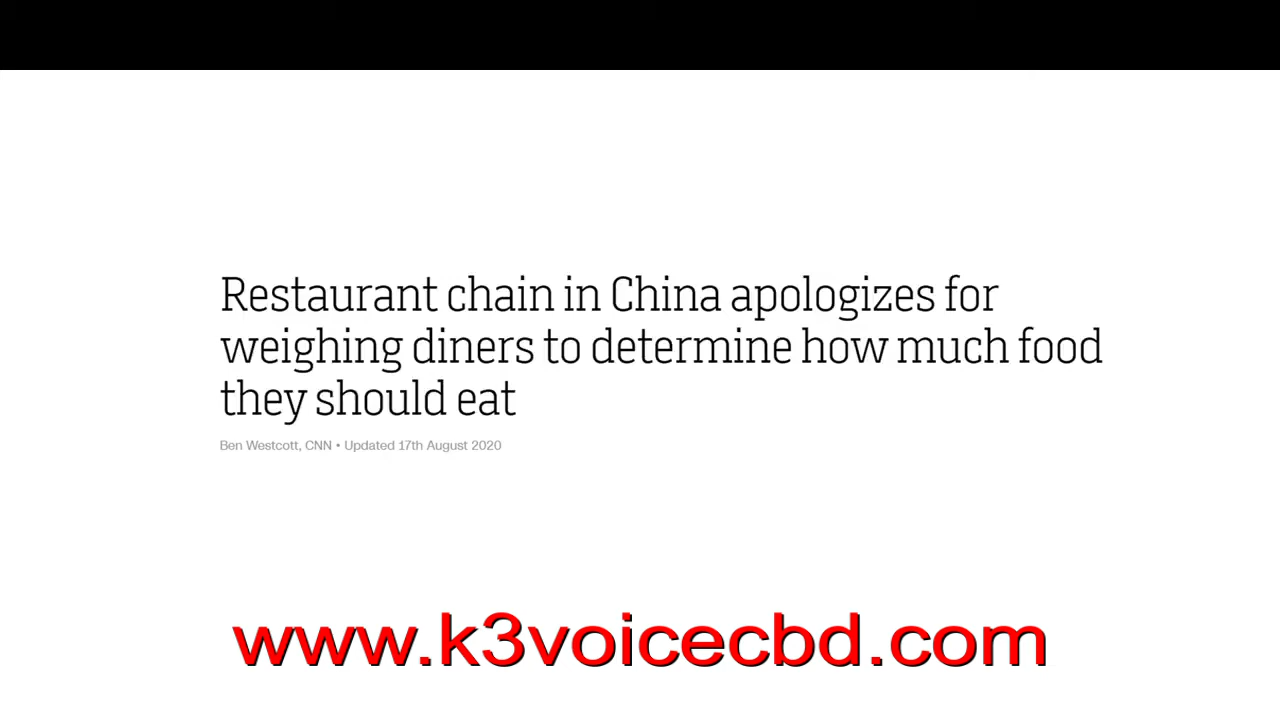 Restaurant chain in China apologizes for
weighing diners to determine how much food
they should eat
Ben Westcott, CNN • Updated 17th August 2020
www.k3voicecbd.com